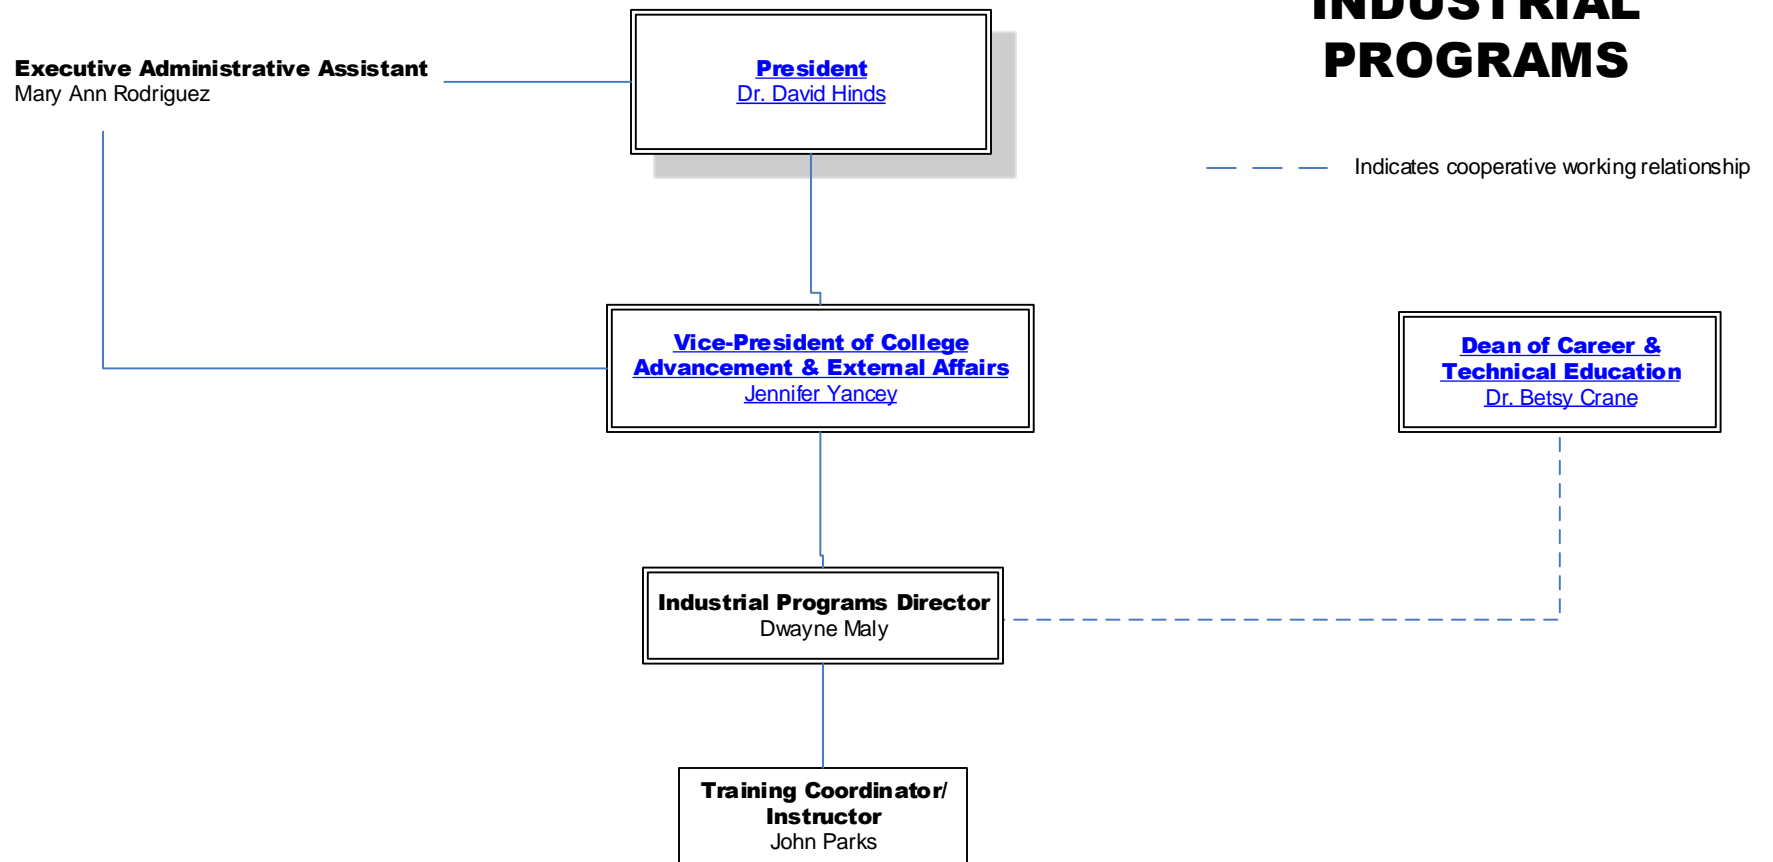 INDUSTRIAL
PROGRAMS
Executive Administrative Assistant
Mary Ann Rodriguez
President
Dr. David Hinds
Indicates cooperative working relationship
Vice-President of College
Advancement & External Affairs
Jennifer Yancey
Dean of Career &
Technical Education
Dr. Betsy Crane
Industrial Programs Director
Dwayne Maly
Training Coordinator/
Instructor
John Parks